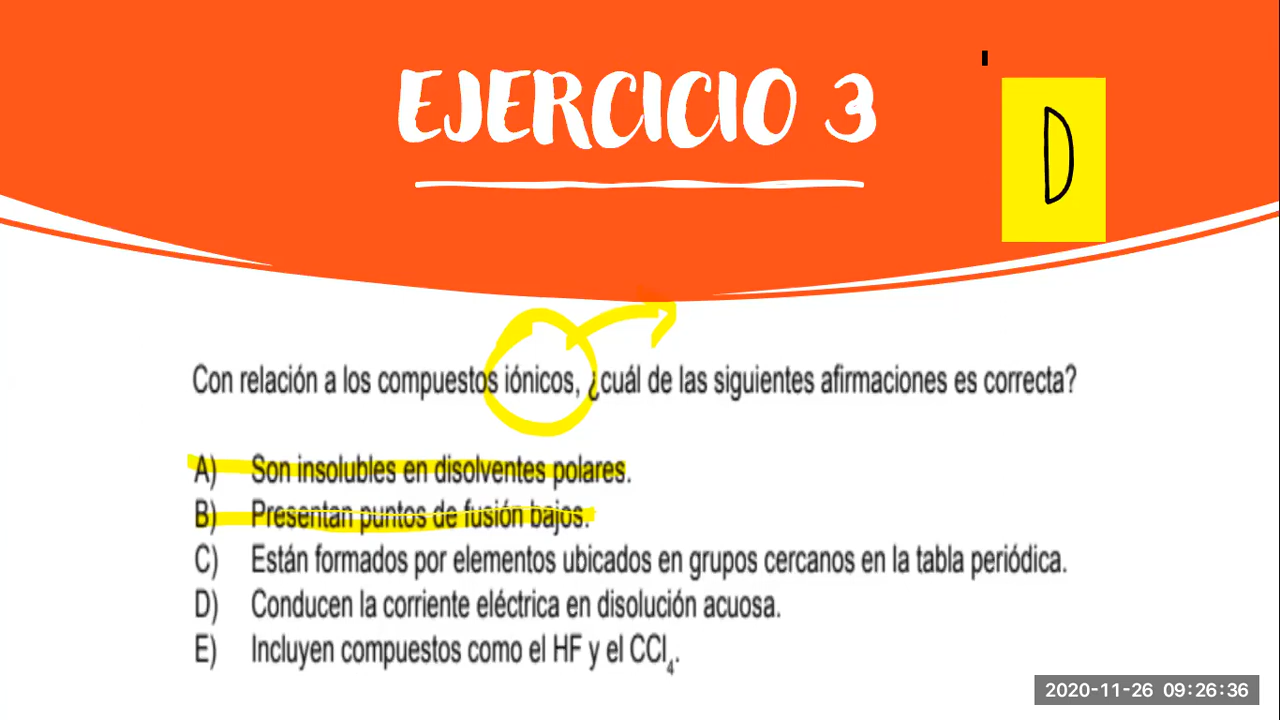 EJERCICIO 3
D
Con relación a los compuestos iónicos, ¿cuál de las siguientes afirmaciones es correcta?
A) Son insolubles en disolventes polares.
B) Presentan puntos de fusión bajos.
C) Están formados por elementos ubicados en grupos cercanos en la tabla periódica.
D) Conducen la corriente eléctrica en disolución acuosa.
E) Incluyen compuestos como el HF y el CCl₄.
2020-11-26 09:26:36